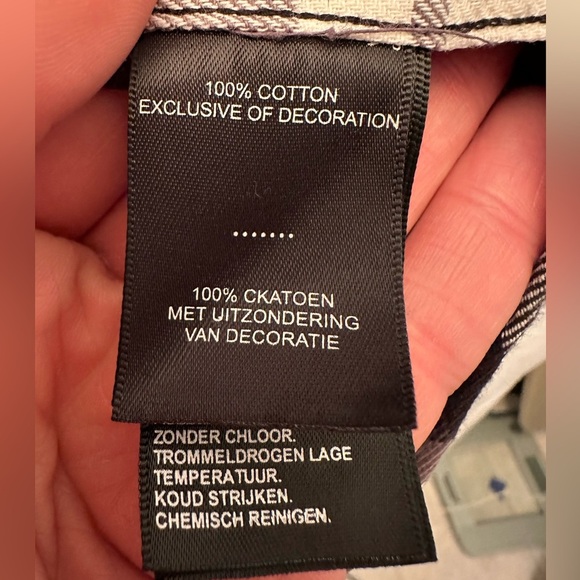 100% COTTON
EXCLUSIVE OF DECORATION
.......
100% CKATOEN
MET UITZONDERING
VAN DECORATIE
ZONDER CHLOOR.
TROMMELDROGEN LAGE
TEMPERATUUR.
KOUD STRIJKEN.
CHEMISCH REINIGEN.